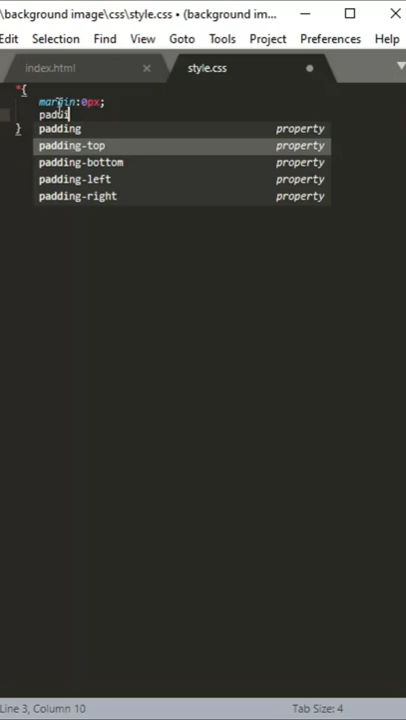 \background image\css\style.css • (background im...
Edit Selection Find View Goto Tools Project Preferences Help
index.html style.css
*{
margin:0px;
paddi
} padding property
padding-top property
padding-bottom property
padding-left property
padding-right property
Line 3, Column 10 Tab Size: 4